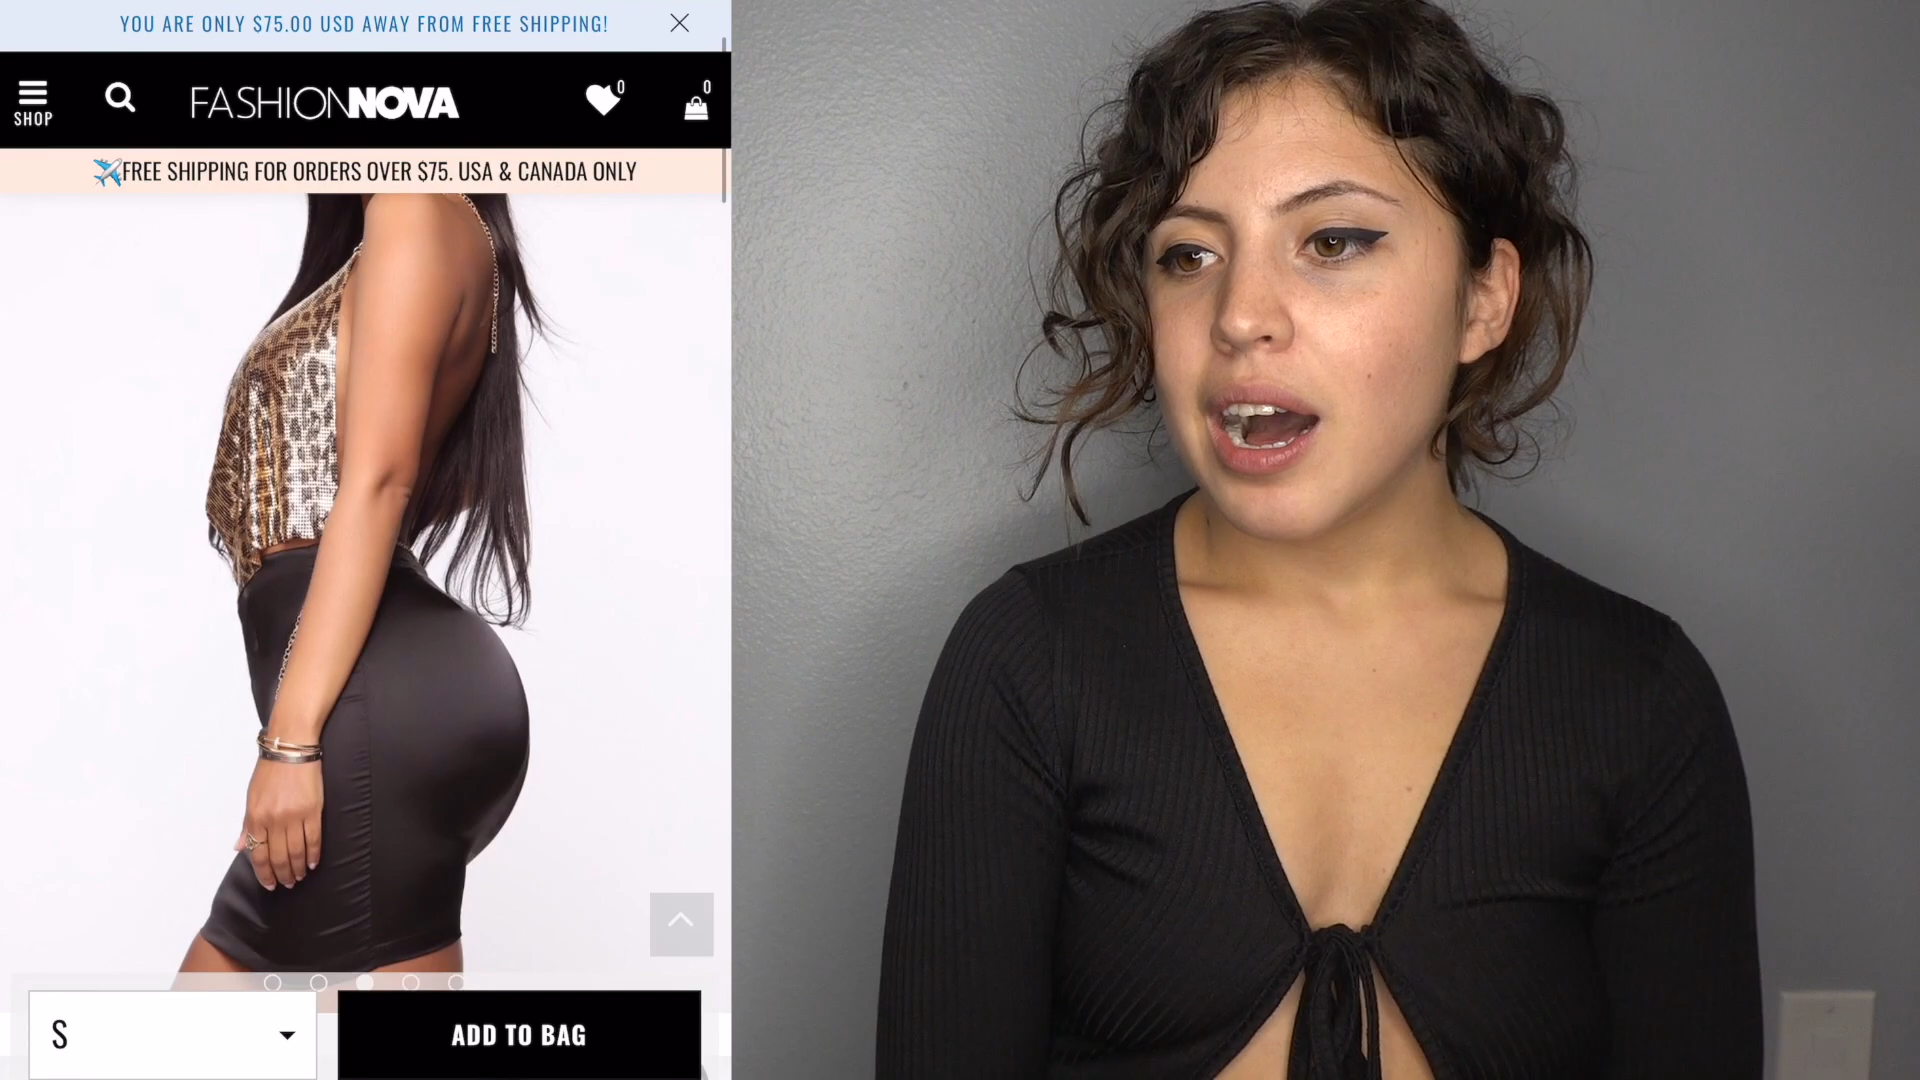 YOU ARE ONLY $75.00 USD AWAY FROM FREE SHIPPING!
SHOP
FASHIONNOVA
0
0
FREE SHIPPING FOR ORDERS OVER $75. USA & CANADA ONLY
S
ADD TO BAG